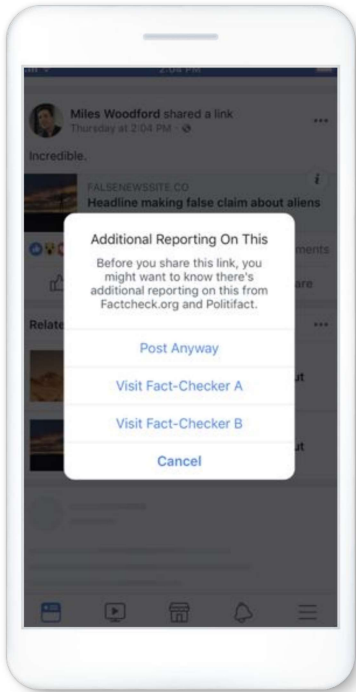 2:04 PM
Miles Woodford shared a link
Thursday at 2:04 PM
Incredible.
FALSENEWSSITE.CO
Headline making false claim about aliens
Additional Reporting On This
Before you share this link, you
might want to know there's
additional reporting on this from
Factcheck.org and Politifact.
Post Anyway
Visit Fact-Checker A
Visit Fact-Checker B
Cancel